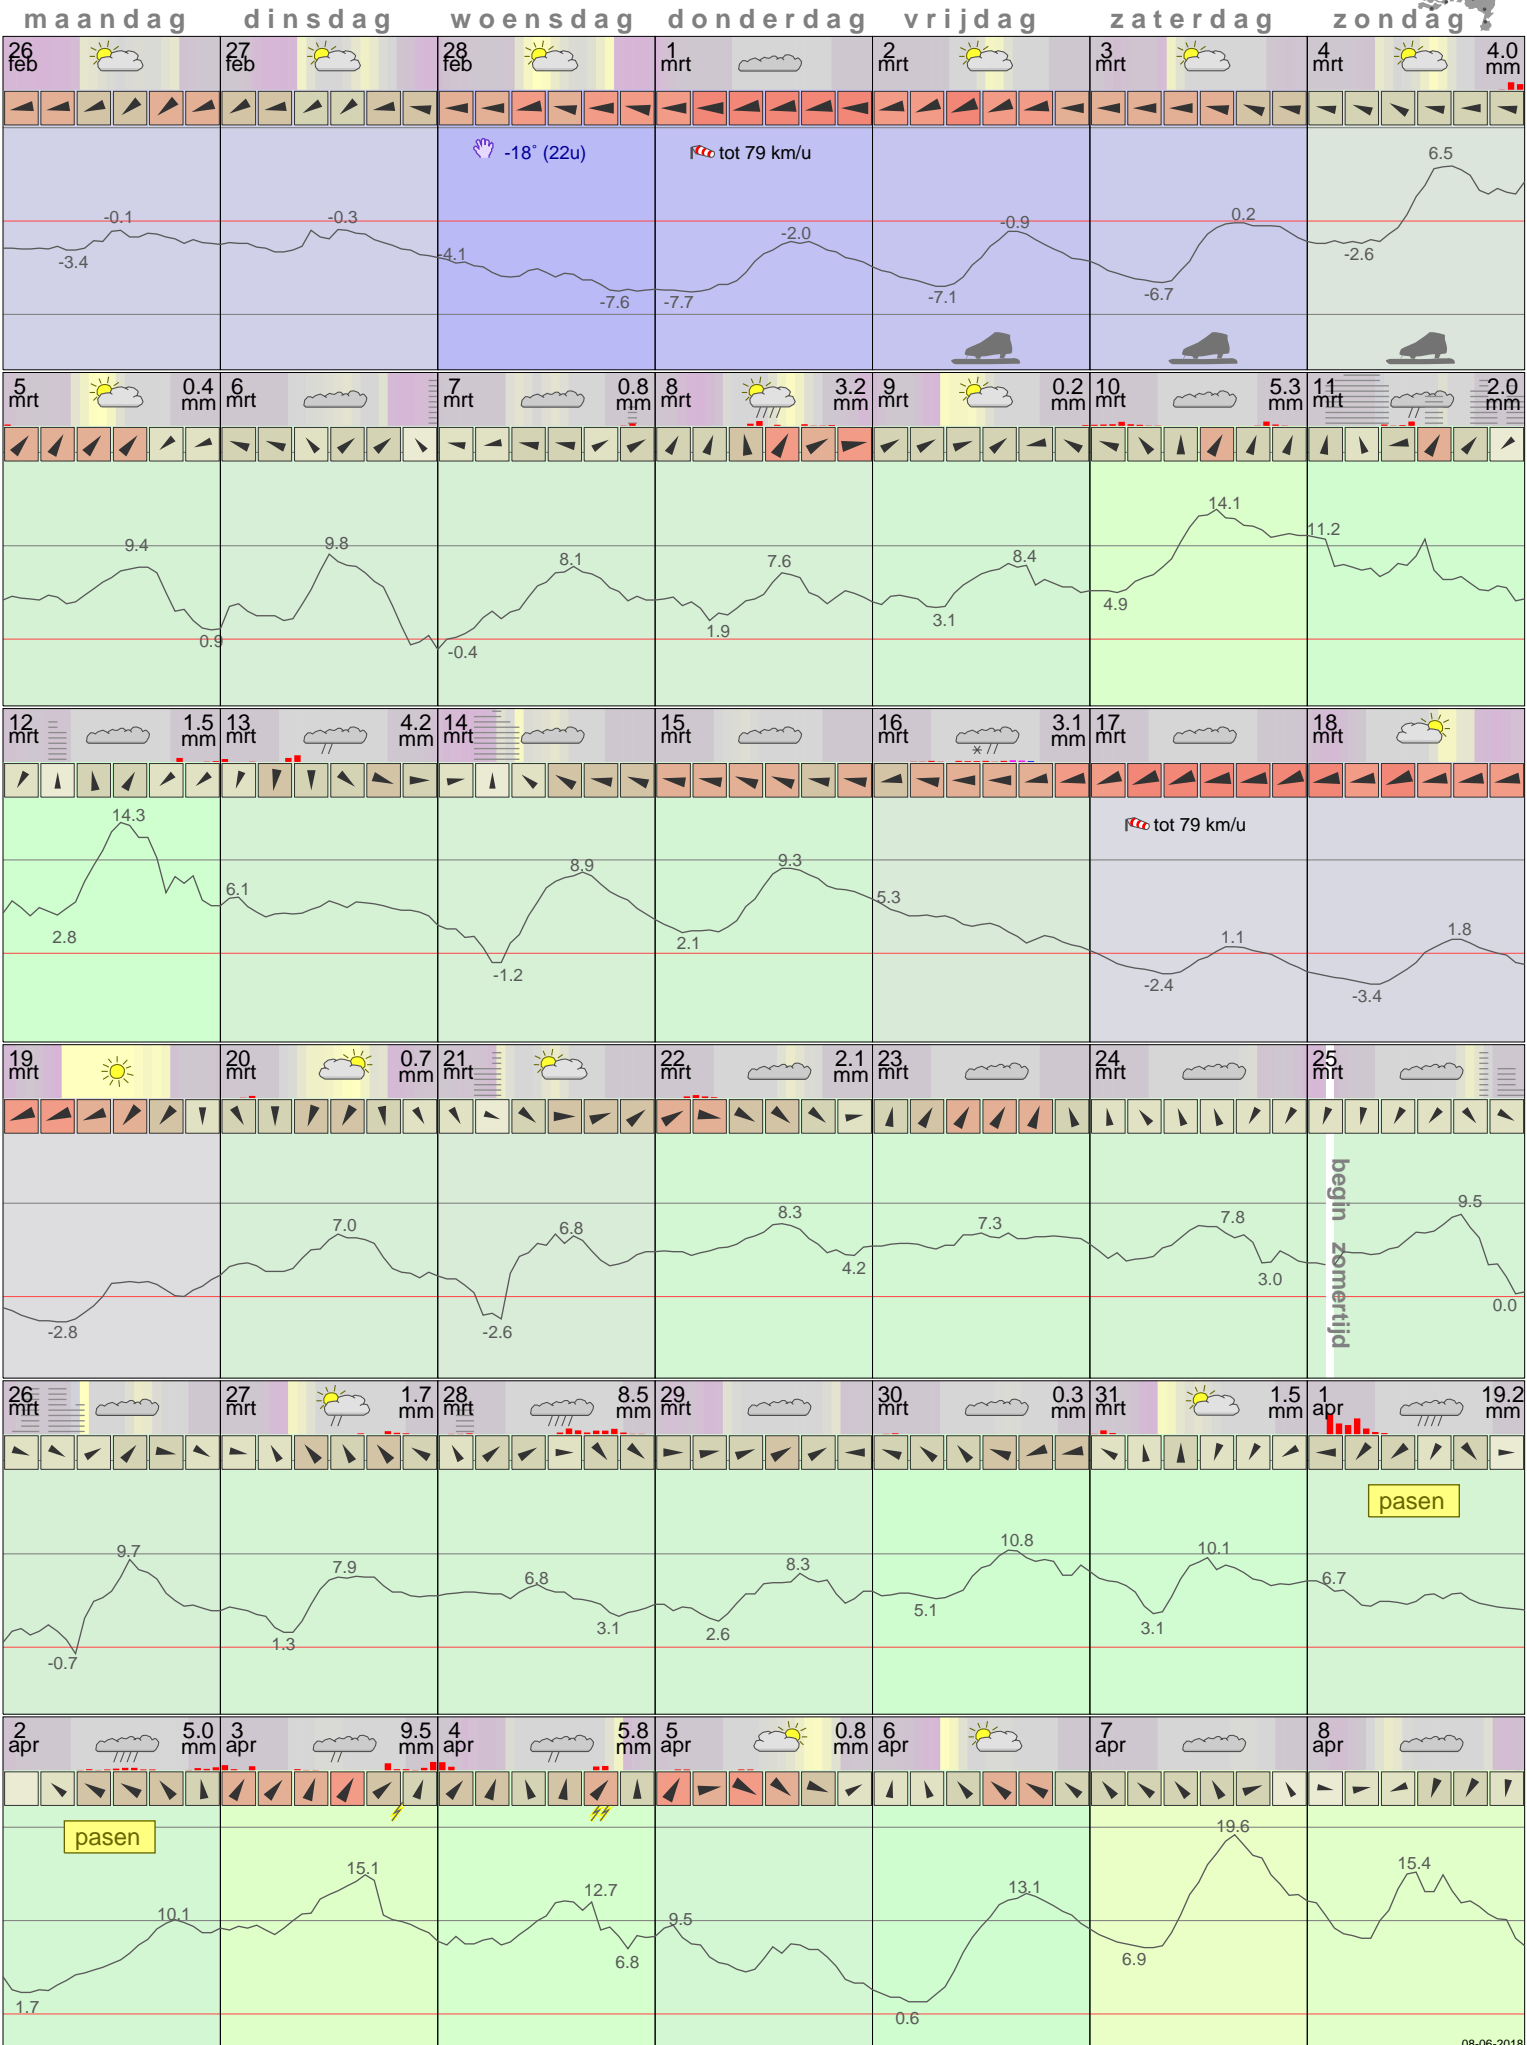 maandag dinsdag woensdag donderdag vrijdag zaterdag zondag
26 feb 27 feb 28 feb 1 mrt 2 mrt 3 mrt 4 mrt 4.0 mm
-18° (22u) tot 79 km/u
-0.1 -3.4 -0.3 -4.1 -7.6 -7.7 -2.0 -7.1 -0.9 -6.7 0.2 -2.6 6.5
5 mrt 0.4 mm 6 mrt 7 mrt 0.8 mm 8 mrt 3.2 mm 9 mrt 0.2 mm 10 mrt 5.3 mm 11 mrt 2.0 mm
9.4 0.9 9.8 -0.4 8.1 1.9 7.6 3.1 8.4 4.9 14.1 11.2
12 mrt 1.5 mm 13 mrt 4.2 mm 14 mrt 15 mrt 16 mrt 3.1 mm 17 mrt 18 mrt
tot 79 km/u
2.8 14.3 6.1 -1.2 8.9 2.1 9.3 5.3 -2.4 1.1 -3.4 1.8
19 mrt 20 mrt 0.7 mm 21 mrt 22 mrt 2.1 mm 23 mrt 24 mrt 25 mrt
begin zomertijd
-2.8 7.0 -2.6 6.8 8.3 4.2 7.3 7.8 3.0 9.5 0.0
26 mrt 27 mrt 1.7 mm 28 mrt 8.5 mm 29 mrt 30 mrt 0.3 mm 31 mrt 1.5 mm 1 apr 19.2 mm
pasen
-0.7 9.7 1.3 7.9 6.8 3.1 2.6 8.3 5.1 10.8 3.1 10.1 6.7
2 apr 5.0 mm 3 apr 9.5 mm 4 apr 5.8 mm 5 apr 0.8 mm 6 apr 7 apr 8 apr
pasen
1.7 10.1 15.1 12.7 6.8 9.5 0.6 13.1 6.9 19.6 15.4
08-06-2018